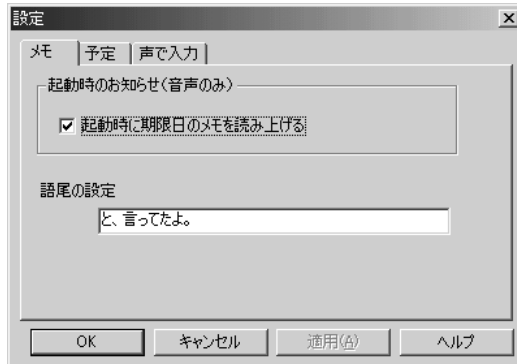 設定
メモ 予定 声で入力
起動時のお知らせ(音声のみ)
起動時に期限日のメモを読み上げる
語尾の設定
と、言ってたよ。
OK キャンセル 適用(A) ヘルプ